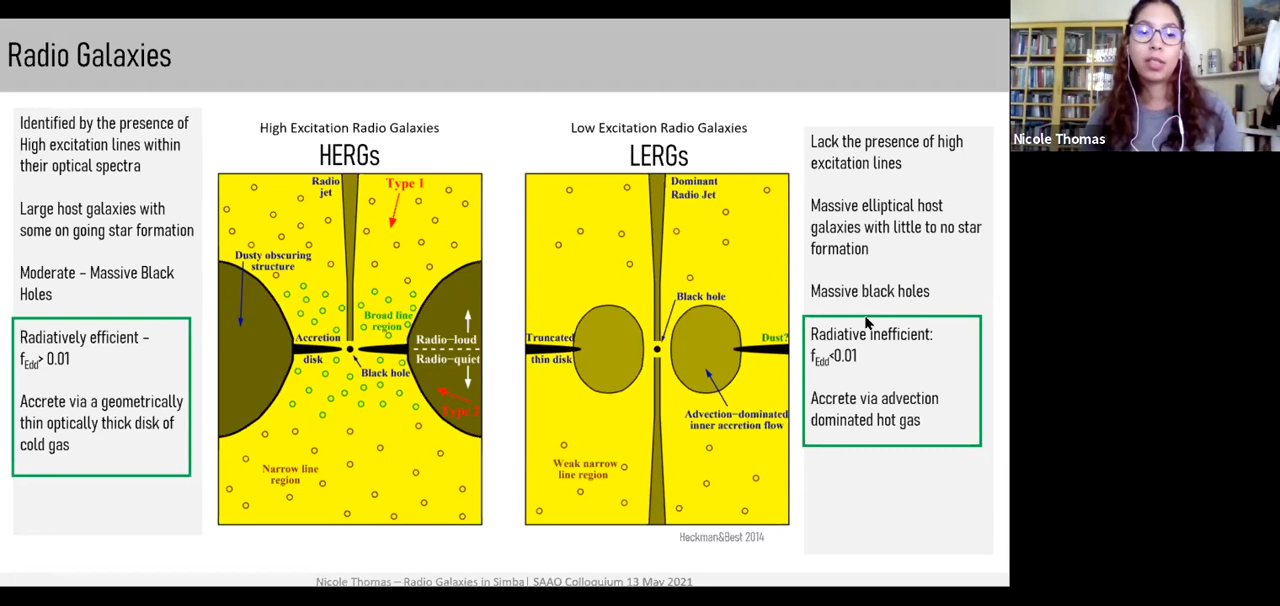 Radio Galaxies
Nicole Thomas
Identified by the presence of
High excitation lines within
their optical spectra
Large host galaxies with
some on going star formation
Moderate - Massive Black
Holes
Radiatively efficient -
fEdd> 0.01
Accrete via a geometrically
thin optically thick disk of
cold gas
High Excitation Radio Galaxies
HERGs
Radio
jet
Type 1
Dusty obscuring
structure
Broad line
region
Accretion
disk
Black hole
Radio-loud
Radio-quiet
Type 2
Narrow line
region
Low Excitation Radio Galaxies
LERGs
Dominant
Radio Jet
Black hole
Truncated
thin disk
Dust?
Advection-dominated
inner accretion flow
Weak narrow
line region
Heckman&Best 2014
Lack the presence of high
excitation lines
Massive elliptical host
galaxies with little to no star
formation
Massive black holes
Radiative inefficient:
fEdd<0.01
Accrete via advection
dominated hot gas
Nicole Thomas – Radio Galaxies in Simba| SAAO Colloquium 13 May 2021